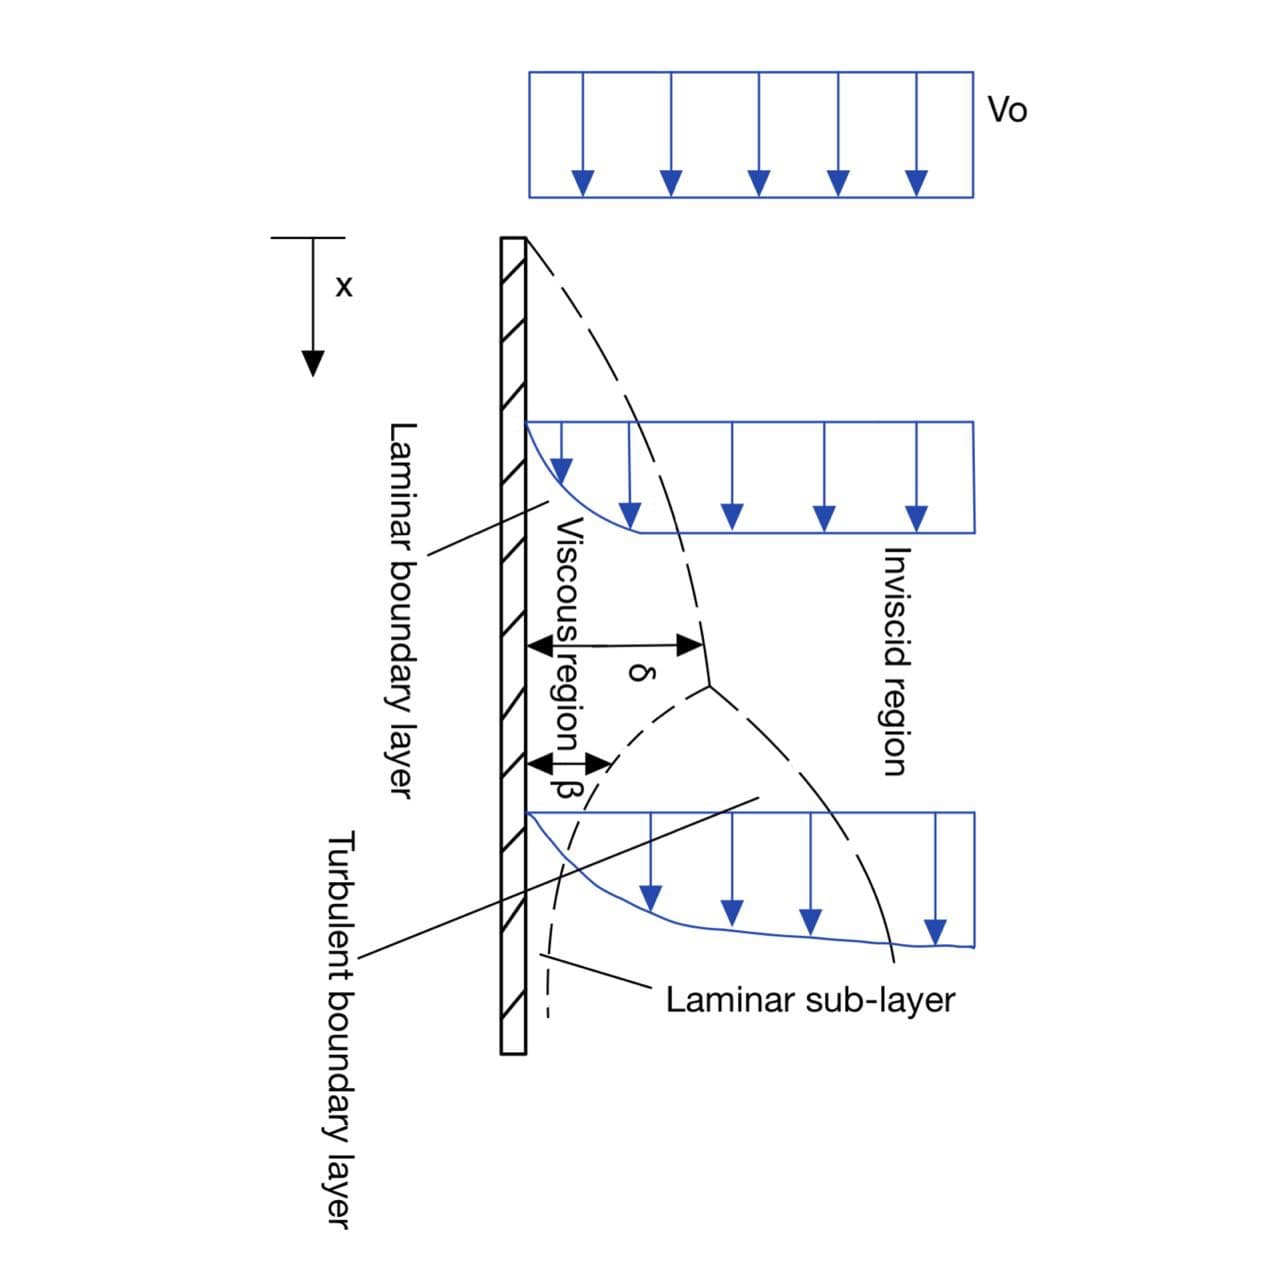 Vo
x
Laminar boundary layer
Viscous region
Inviscid region
δ
β
Turbulent boundary layer
Laminar sub-layer